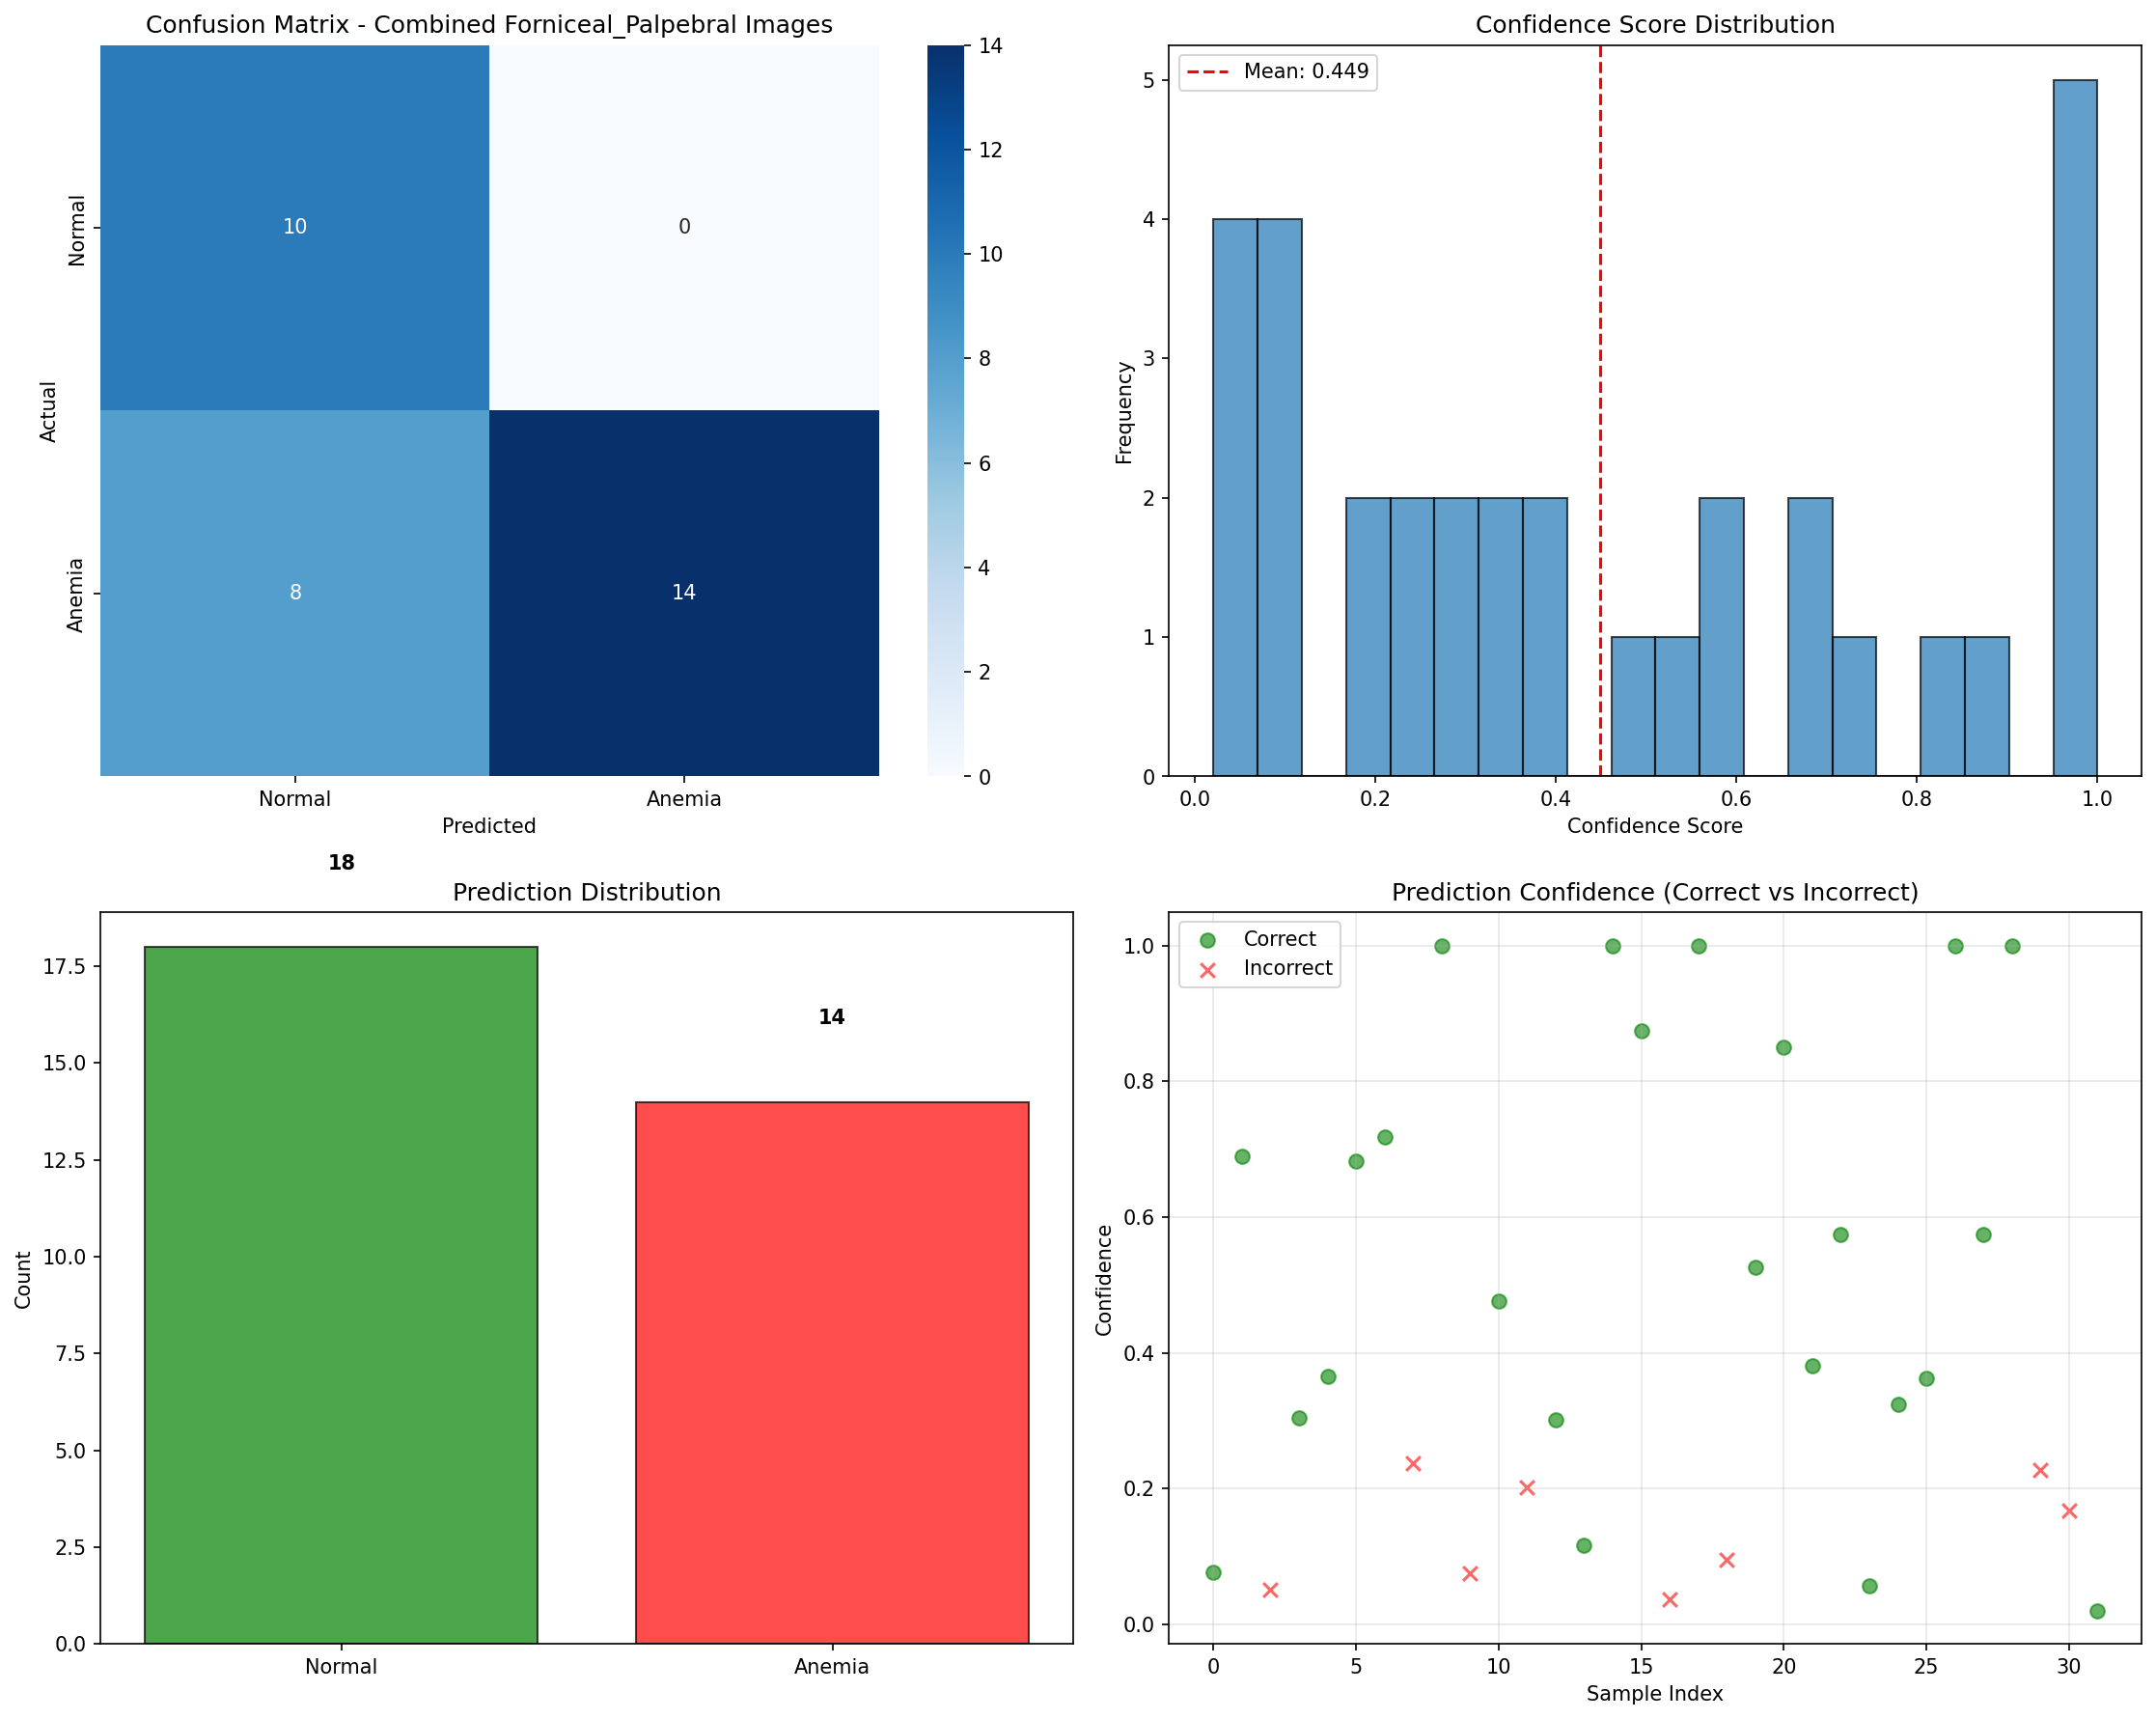 Confusion Matrix - Combined Forniceal_Palpebral Images
Actual
Normal
Anemia
10
0
8
14
Normal
Anemia
Predicted
14
12
10
8
6
4
2
0
Confidence Score Distribution
Mean: 0.449
Frequency
5
4
3
2
1
0
0.0
0.2
0.4
0.6
0.8
1.0
Confidence Score
Prediction Distribution
18
14
Count
17.5
15.0
12.5
10.0
7.5
5.0
2.5
0.0
Normal
Anemia
Prediction Confidence (Correct vs Incorrect)
Correct
Incorrect
Confidence
1.0
0.8
0.6
0.4
0.2
0.0
0
5
10
15
20
25
30
Sample Index